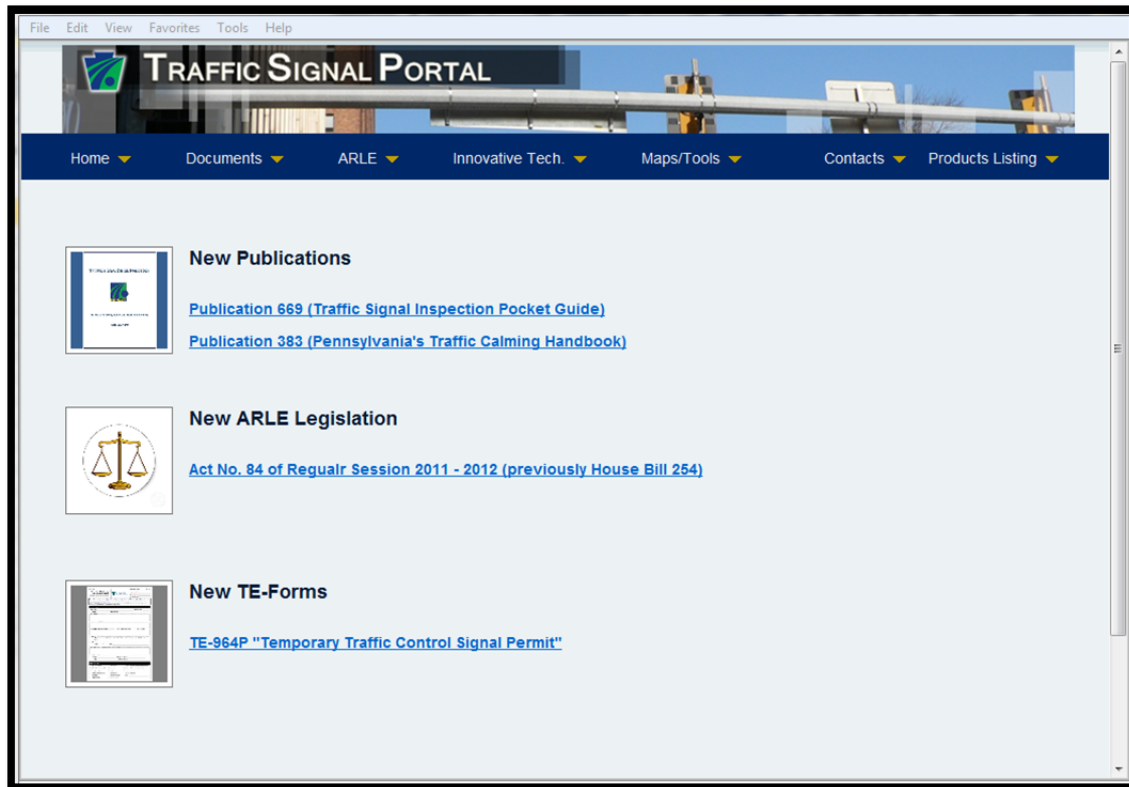 File Edit View Favorites Tools Help
TRAFFIC SIGNAL PORTAL
Home Documents ARLE Innovative Tech. Maps/Tools Contacts Products Listing
New Publications
Publication 669 (Traffic Signal Inspection Pocket Guide)
Publication 383 (Pennsylvania's Traffic Calming Handbook)
New ARLE Legislation
Act No. 84 of Regualr Session 2011 - 2012 (previously House Bill 254)
New TE-Forms
TE-964P "Temporary Traffic Control Signal Permit"